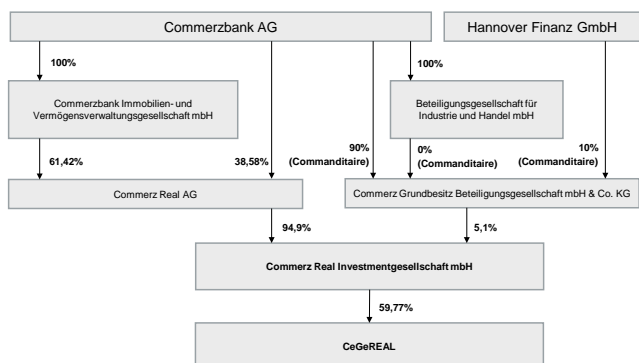 Commerzbank AG
Hannover Finanz GmbH
100%
100%
Commerzbank Immobilien- und
Vermögensverwaltungsgesellschaft mbH
Beteiligungsgesellschaft für
Industrie und Handel mbH
61,42%
38,58%
90%
(Commanditaire)
0%
(Commanditaire)
10%
(Commanditaire)
Commerz Real AG
Commerz Grundbesitz Beteiligungsgesellschaft mbH & Co. KG
94,9%
5,1%
Commerz Real Investmentgesellschaft mbH
59,77%
CeGeREAL